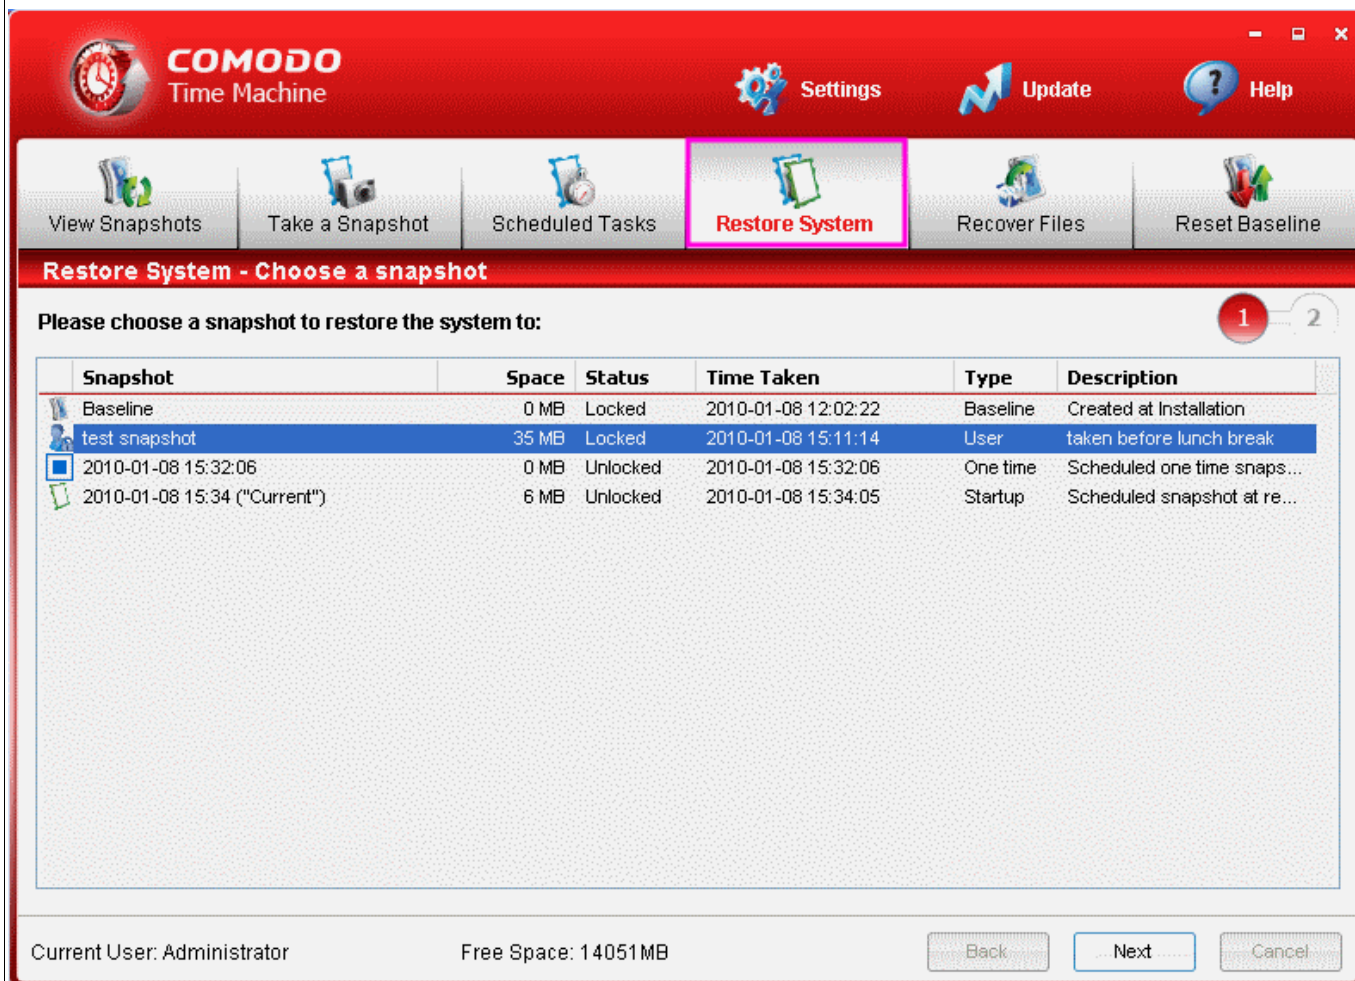 COMODO
Time Machine
Settings
Update
Help
View Snapshots
Take a Snapshot
Scheduled Tasks
Restore System
Recover Files
Reset Baseline
Restore System - Choose a snapshot
Please choose a snapshot to restore the system to:
1 2
Snapshot Space Status Time Taken Type Description
Baseline 0 MB Locked 2010-01-08 12:02:22 Baseline Created at Installation
test snapshot 35 MB Locked 2010-01-08 15:11:14 User taken before lunch break
2010-01-08 15:32:06 0 MB Unlocked 2010-01-08 15:32:06 One time Scheduled one time snaps...
2010-01-08 15:34 ("Current") 6 MB Unlocked 2010-01-08 15:34:05 Startup Scheduled snapshot at re...
Current User: Administrator Free Space: 14051MB Back Next Cancel